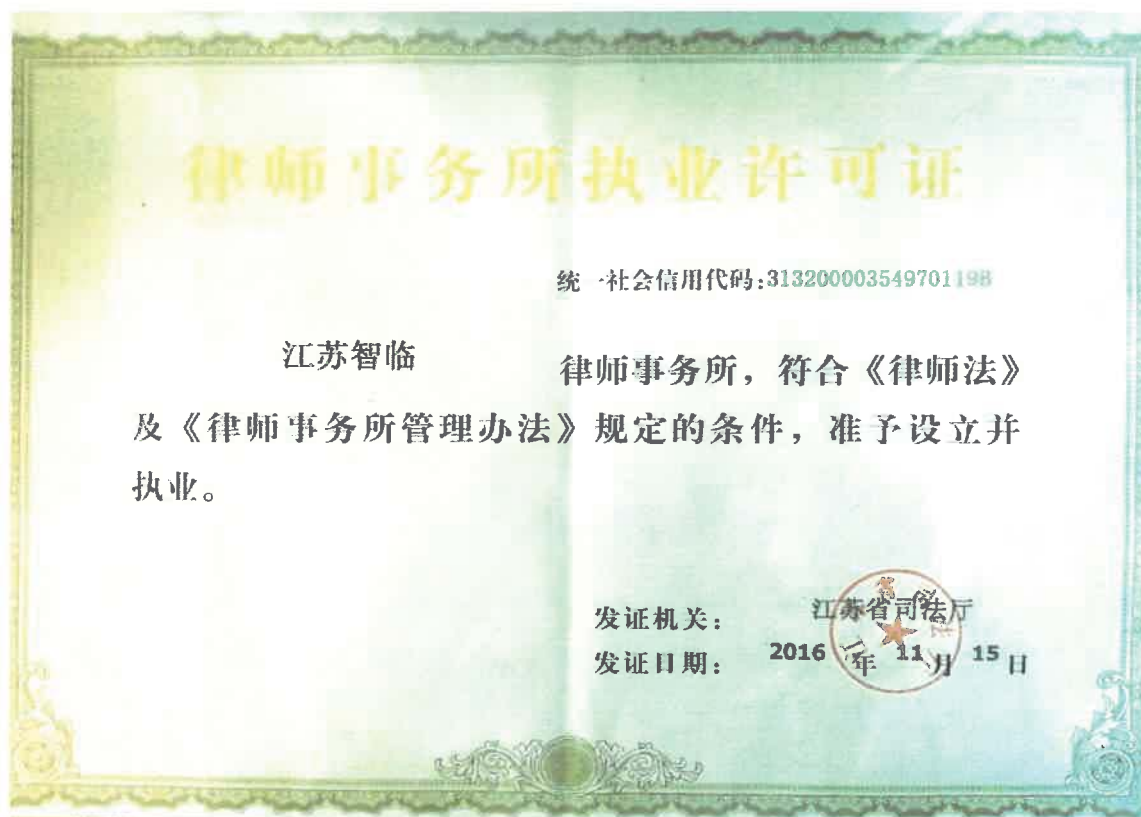 律师事务所执业许可证
统一社会信用代码:31320000354970119B
江苏智临 律师事务所，符合《律师法》
及《律师事务所管理办法》规定的条件，准予设立并
执业。
发证机关： 江苏省司法厅
发证日期： 2016 年 11 月 15 日